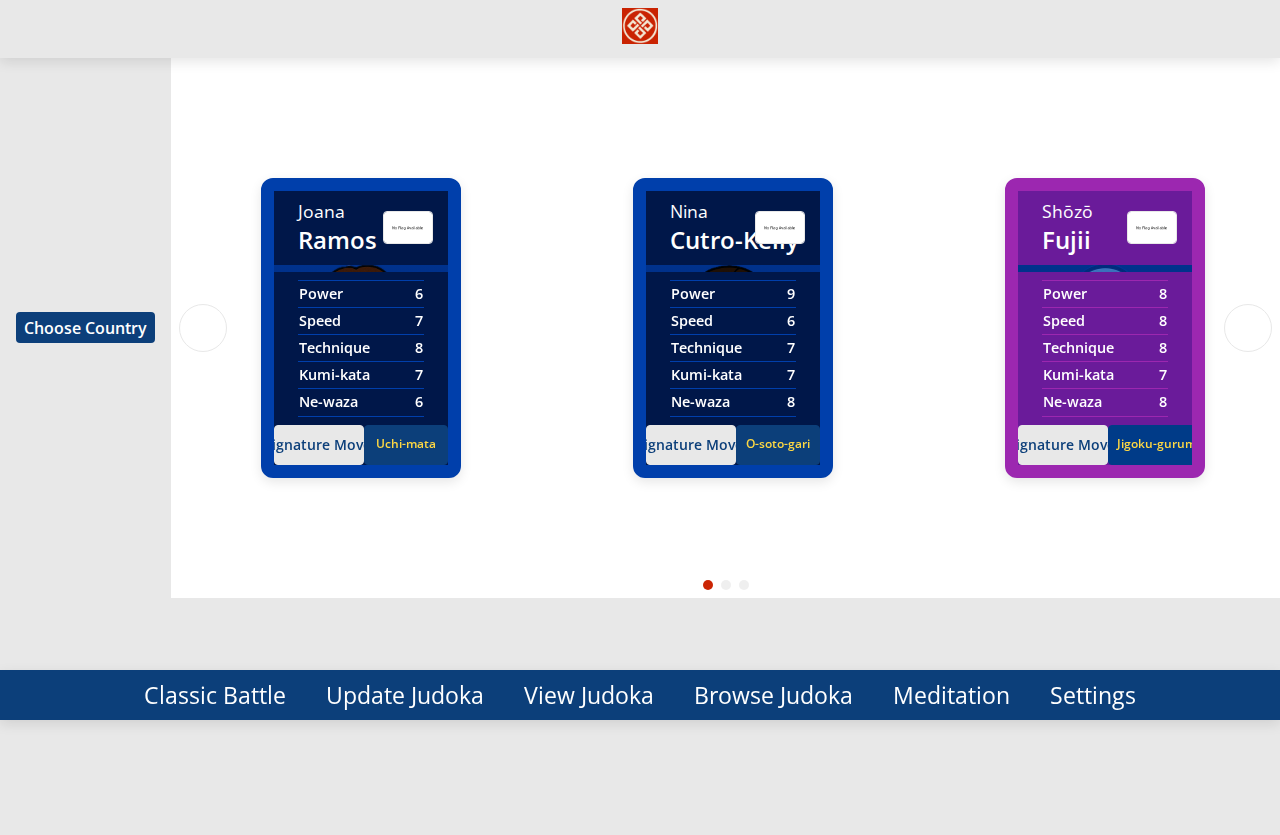 Choose Country
Joana
Ramos
No Flag Available
Power 6
Speed 7
Technique 8
Kumi-kata 7
Ne-waza 6
ignature Mov
Uchi-mata
Nina
Cutro-Kelly
No Flag Available
Power 9
Speed 6
Technique 7
Kumi-kata 7
Ne-waza 8
ignature Mov
O-soto-gari
Shōzō
Fujii
No Flag Available
Power 8
Speed 8
Technique 8
Kumi-kata 7
Ne-waza 8
ignature Mov
Jigoku-gurum
Classic Battle Update Judoka View Judoka Browse Judoka Meditation Settings